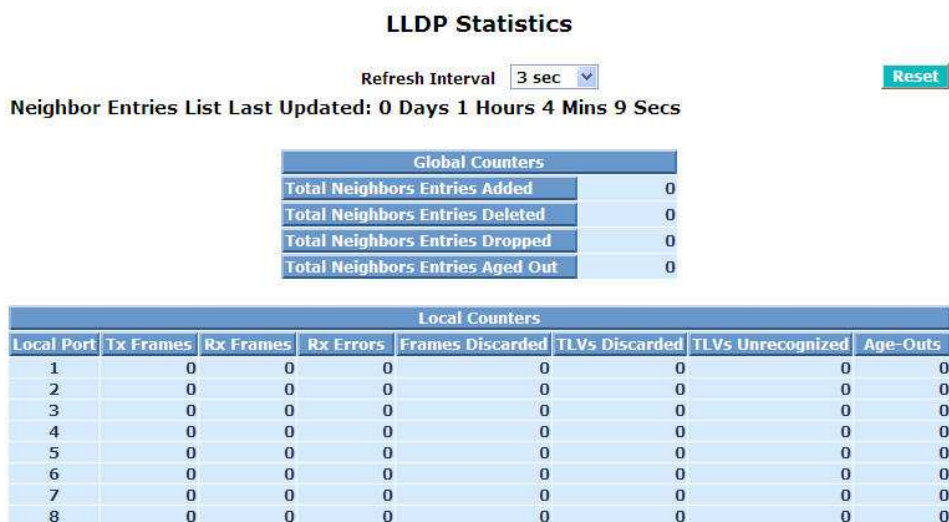 LLDP Statistics
Refresh Interval 3 sec Reset
Neighbor Entries List Last Updated: 0 Days 1 Hours 4 Mins 9 Secs
Global Counters
Total Neighbors Entries Added 0
Total Neighbors Entries Deleted 0
Total Neighbors Entries Dropped 0
Total Neighbors Entries Aged Out 0
Local Counters
Local Port Tx Frames Rx Frames Rx Errors Frames Discarded TLVs Discarded TLVs Unrecognized Age-Outs
1 0 0 0 0 0 0 0
2 0 0 0 0 0 0 0
3 0 0 0 0 0 0 0
4 0 0 0 0 0 0 0
5 0 0 0 0 0 0 0
6 0 0 0 0 0 0 0
7 0 0 0 0 0 0 0
8 0 0 0 0 0 0 0